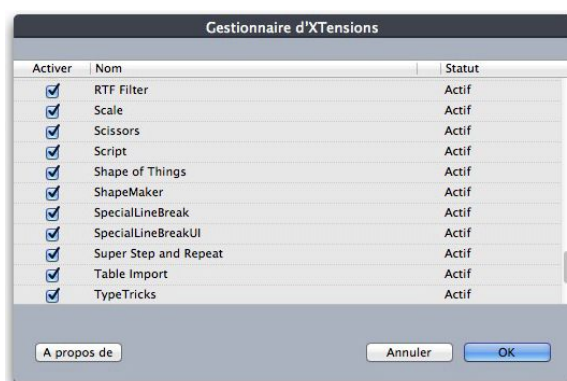 Gestionnaire d'XTensions
Activer Nom Statut
RTF Filter Actif
Scale Actif
Scissors Actif
Script Actif
Shape of Things Actif
ShapeMaker Actif
SpecialLineBreak Actif
SpecialLineBreakUI Actif
Super Step and Repeat Actif
Table Import Actif
TypeTricks Actif
A propos de Annuler OK